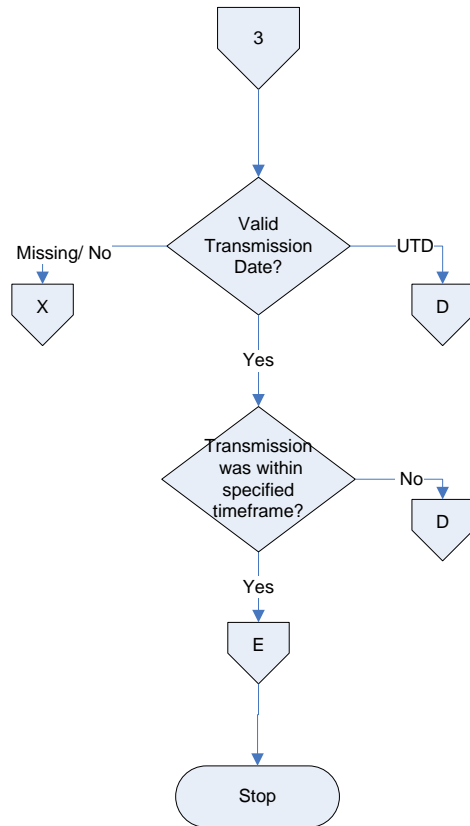 3
Valid
Transmission
Date?
Missing/ No
UTD
X
D
Yes
Transmission
was within
specified
timeframe?
No
D
Yes
E
Stop